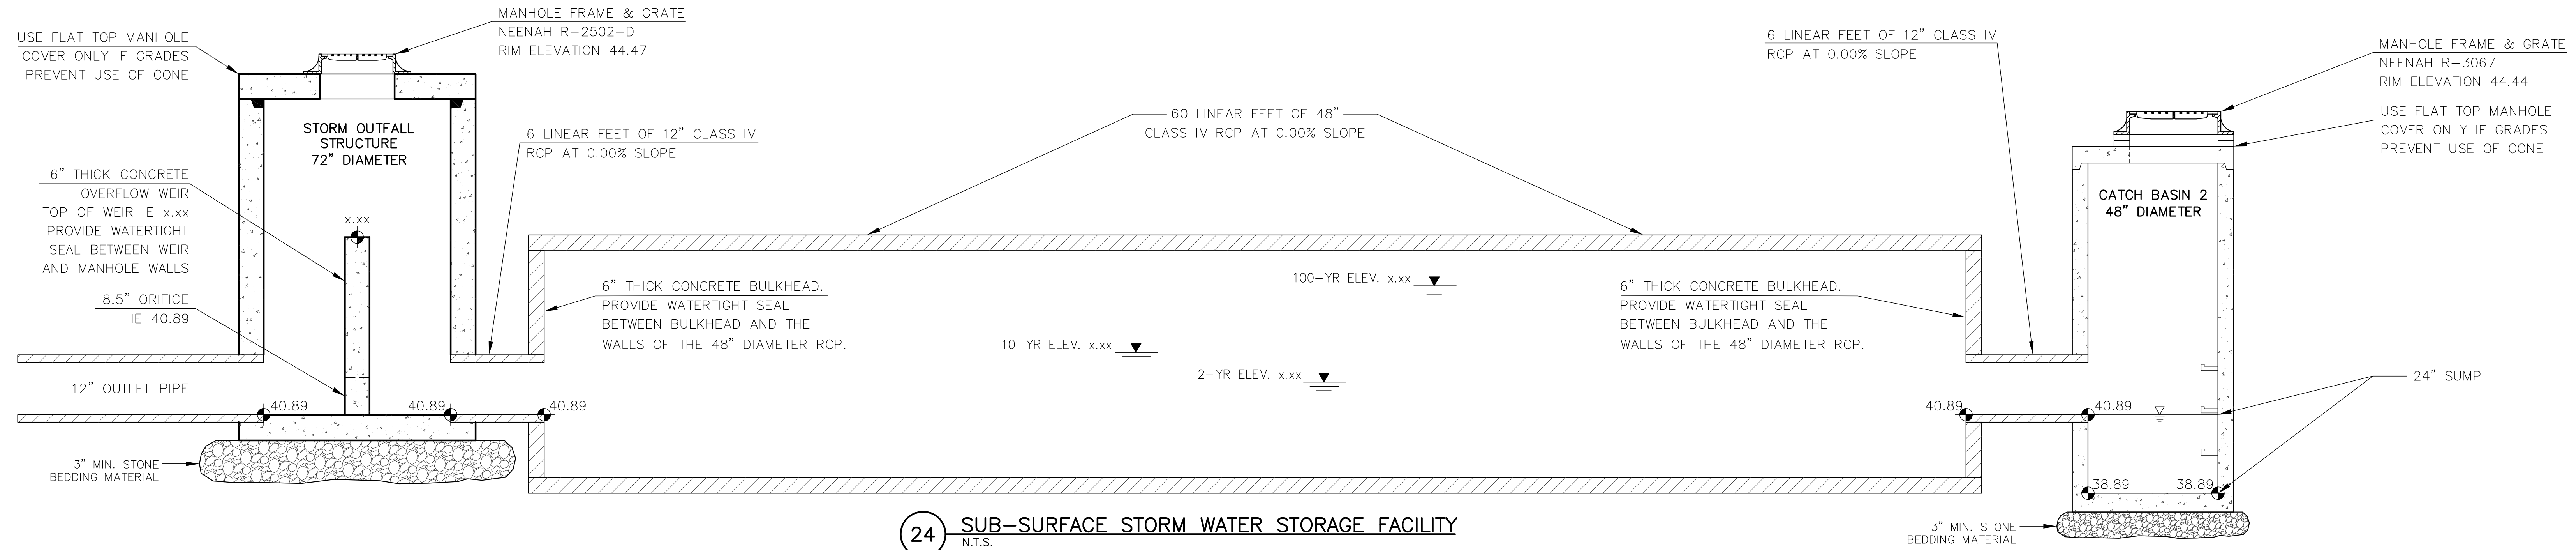 MANHOLE FRAME & GRATE
NEENAH R-2502-D
RIM ELEVATION 44.47
USE FLAT TOP MANHOLE
COVER ONLY IF GRADES
PREVENT USE OF CONE
STORM OUTFALL
STRUCTURE
72" DIAMETER
6 LINEAR FEET OF 12" CLASS IV
RCP AT 0.00% SLOPE
6" THICK CONCRETE
OVERFLOW WEIR
TOP OF WEIR IE x.xx
PROVIDE WATERTIGHT
SEAL BETWEEN WEIR
AND MANHOLE WALLS
x.xx
8.5" ORIFICE
IE 40.89
12" OUTLET PIPE
40.89
40.89
40.89
3" MIN. STONE
BEDDING MATERIAL
6" THICK CONCRETE BULKHEAD.
PROVIDE WATERTIGHT SEAL
BETWEEN BULKHEAD AND THE
WALLS OF THE 48" DIAMETER RCP.
60 LINEAR FEET OF 48"
CLASS IV RCP AT 0.00% SLOPE
100-YR ELEV. x.xx
10-YR ELEV. x.xx
2-YR ELEV. x.xx
6" THICK CONCRETE BULKHEAD.
PROVIDE WATERTIGHT SEAL
BETWEEN BULKHEAD AND THE
WALLS OF THE 48" DIAMETER RCP.
6 LINEAR FEET OF 12" CLASS IV
RCP AT 0.00% SLOPE
MANHOLE FRAME & GRATE
NEENAH R-3067
RIM ELEVATION 44.44
USE FLAT TOP MANHOLE
COVER ONLY IF GRADES
PREVENT USE OF CONE
CATCH BASIN 2
48" DIAMETER
24" SUMP
40.89
40.89
38.89
38.89
3" MIN. STONE
BEDDING MATERIAL
24
SUB-SURFACE STORM WATER STORAGE FACILITY
N.T.S.